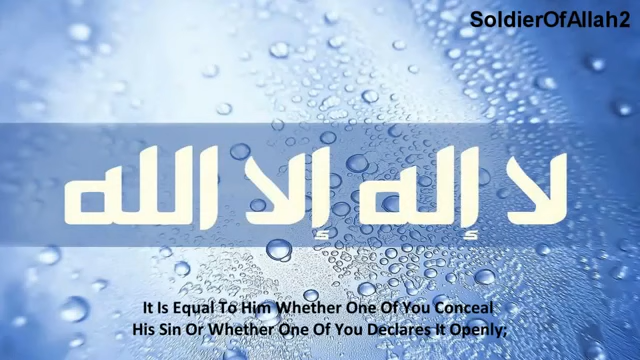 SoldierOfAllah2
لا إله إلا الله
It Is Equal To Him Whether One Of You Conceal
His Sin Or Whether One Of You Declares It Openly;